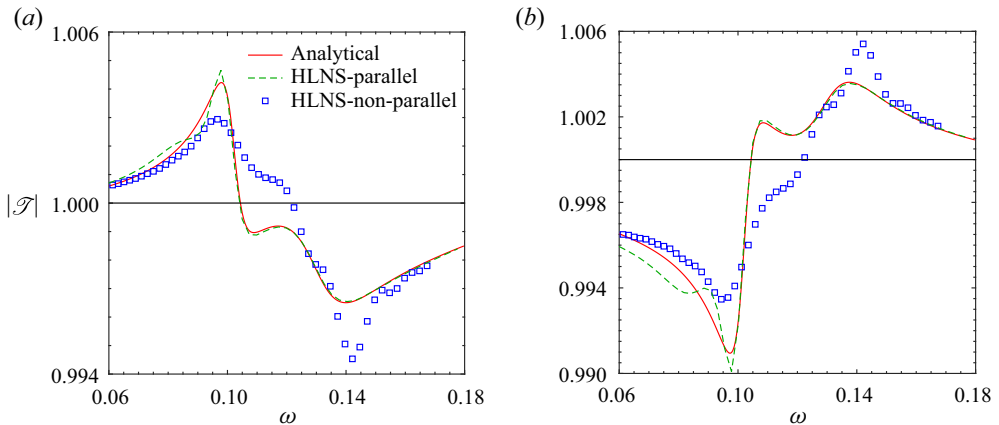 (a)
(b)
1.006
1.006
Analytical
HLNS-parallel
HLNS-non-parallel
1.002
|𝒯|
1.000
0.998
0.994
0.994
0.990
0.06
0.10
0.14
0.18
0.06
0.10
0.14
0.18
ω
ω